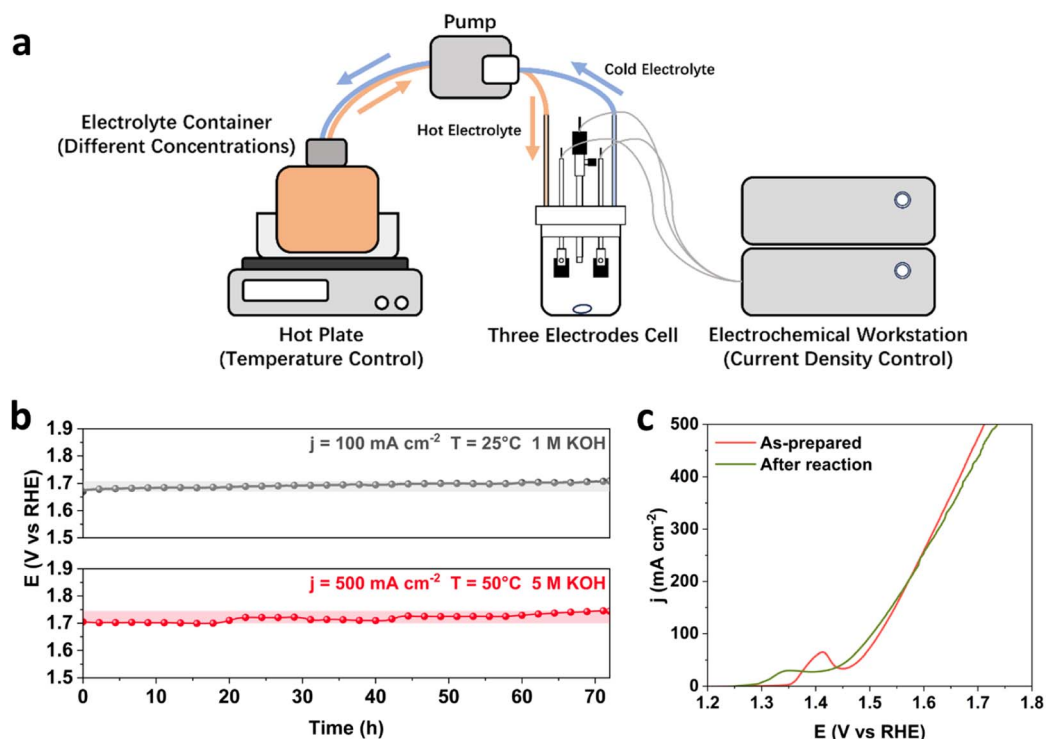 a
Pump
Cold Electrolyte
Hot Electrolyte
Electrolyte Container
(Different Concentrations)
Hot Plate
(Temperature Control)
Three Electrodes Cell
Electrochemical Workstation
(Current Density Control)
b
E (V vs RHE)
1.9
1.8
1.7
1.6
1.5
j = 100 mA cm⁻² T = 25°C 1 M KOH
1.9
1.8
1.7
1.6
1.5
j = 500 mA cm⁻² T = 50°C 5 M KOH
0 10 20 30 40 50 60 70
Time (h)
c
j (mA cm⁻²)
500
400
300
200
100
0
As-prepared
After reaction
1.2 1.3 1.4 1.5 1.6 1.7 1.8
E (V vs RHE)